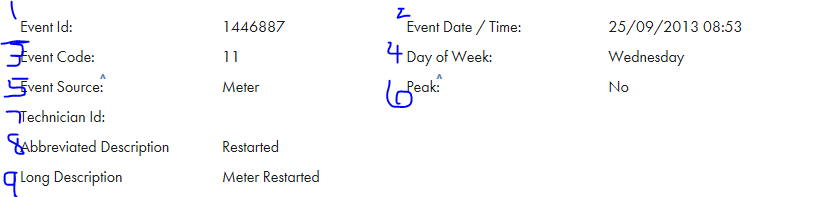 1 Event Id: 1446887 2 Event Date / Time: 25/09/2013 08:53
3 Event Code: 11 4 Day of Week: Wednesday
5 Event Source:^ Meter 6 Peak:^ No
7 Technician Id:
8 Abbreviated Description Restarted
9 Long Description Meter Restarted